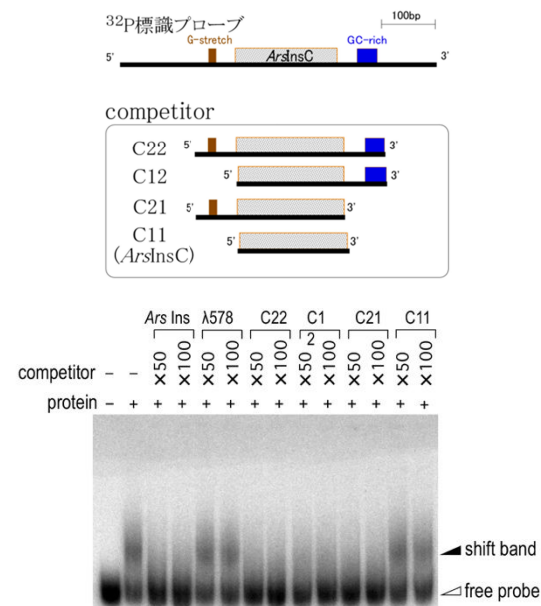 ³²P標識プローブ
100bp
G-stretch
GC-rich
5'
ArsInsC
3'
competitor
C22 5' 3'
C12 5' 3'
C21 5' 3'
C11 5' 3'
(ArsInsC)
Ars Ins λ578 C22 C1 C21 C11
2
×50 ×100 ×50 ×100 ×50 ×100 ×50 ×100 ×50 ×100 ×50 ×100
competitor – –
protein – + + + + + + + + + + + + +
shift band
free probe